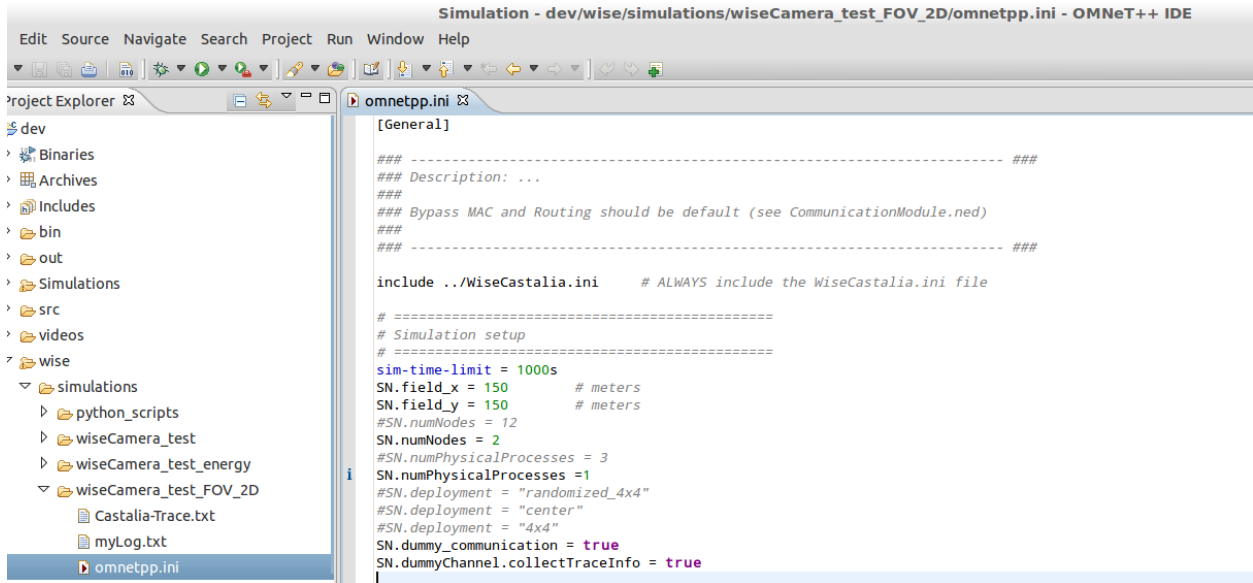 Simulation - dev/wise/simulations/wiseCamera_test_FOV_2D/omnetpp.ini - OMNeT++ IDE
Edit Source Navigate Search Project Run Window Help
Project Explorer
omnetpp.ini
dev
Binaries
Archives
Includes
bin
out
Simulations
src
videos
wise
simulations
python_scripts
wiseCamera_test
wiseCamera_test_energy
wiseCamera_test_FOV_2D
Castalia-Trace.txt
myLog.txt
omnetpp.ini
[General]
### ----------------------------------------------------------------------- ###
### Description: ...
###
### Bypass MAC and Routing should be default (see CommunicationModule.ned)
###
### ----------------------------------------------------------------------- ###
include ../WiseCastalia.ini # ALWAYS include the WiseCastalia.ini file
# ==============================================
# Simulation setup
# ==============================================
sim-time-limit = 1000s
SN.field_x = 150 # meters
SN.field_y = 150 # meters
#SN.numNodes = 12
SN.numNodes = 2
#SN.numPhysicalProcesses = 3
SN.numPhysicalProcesses =1
#SN.deployment = "randomized_4x4"
#SN.deployment = "center"
#SN.deployment = "4x4"
SN.dummy_communication = true
SN.dummyChannel.collectTraceInfo = true